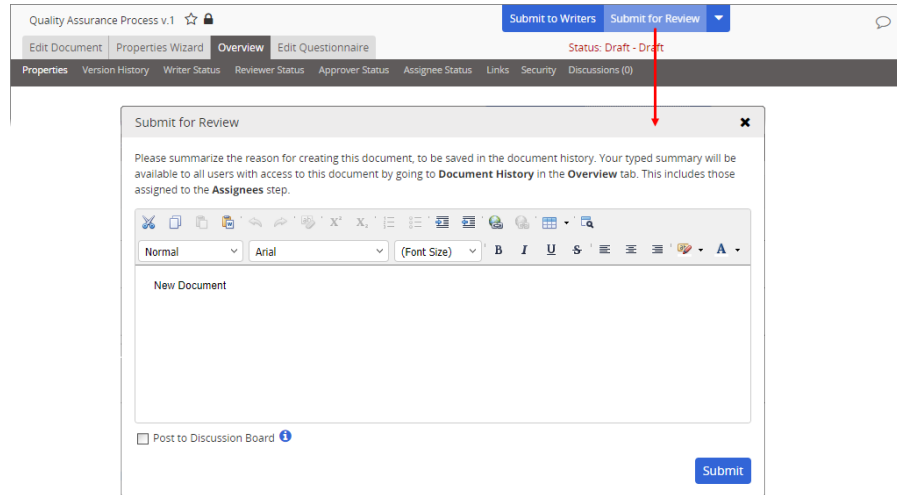 Quality Assurance Process v.1
Submit to Writers Submit for Review
Edit Document Properties Wizard Overview Edit Questionnaire Status: Draft - Draft
Properties Version History Writer Status Reviewer Status Approver Status Assignee Status Links Security Discussions (0)
Submit for Review
Please summarize the reason for creating this document, to be saved in the document history. Your typed summary will be
available to all users with access to this document by going to Document History in the Overview tab. This includes those
assigned to the Assignees step.
Normal Arial (Font Size) B I U S A
New Document
Post to Discussion Board
Submit